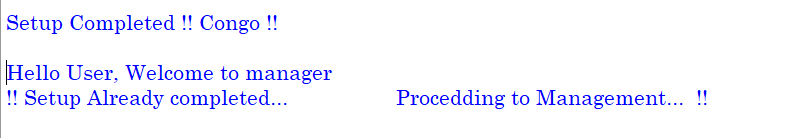 Setup Completed !! Congo !!
Hello User, Welcome to manager
!! Setup Already completed... Procedding to Management... !!